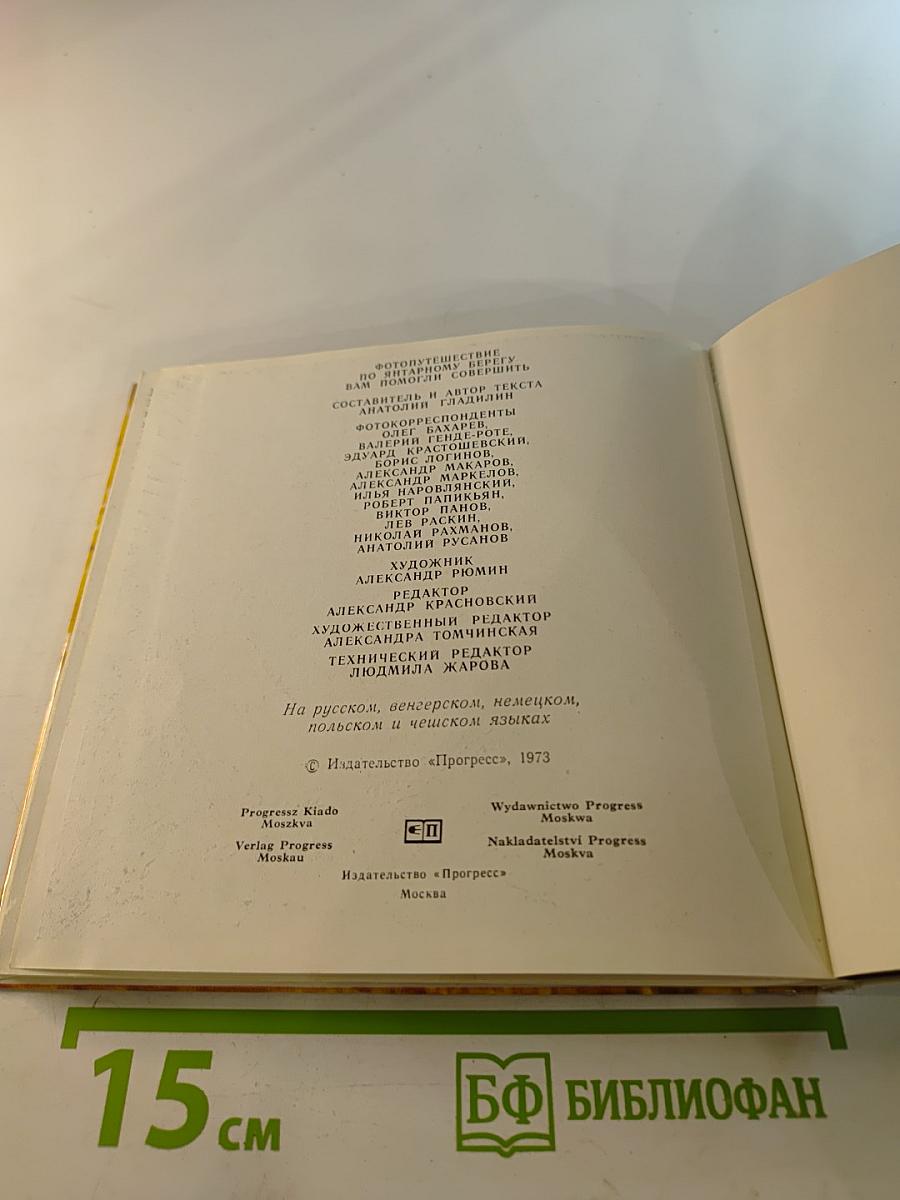 ФОТОПУТЕШЕСТВИЕ
ПО ЯНТАРНОМУ БЕРЕГУ
ВАМ ПОМОГЛИ СОВЕРШИТЬ
СОСТАВИТЕЛЬ И АВТОР ТЕКСТА
АНАТОЛИЙ ГЛАДИЛИН
ФОТОКОРРЕСПОНДЕНТЫ
ОЛЕГ БАХАРЕВ,
ВАЛЕРИЙ ГЕНДЕ-РОТЕ,
ЭДУАРД КРАСТОШЕВСКИЙ,
БОРИС ЛОГИНОВ,
АЛЕКСАНДР МАКАРОВ,
АЛЕКСАНДР МАРКЕЛОВ,
ИЛЬЯ НАРОВЛЯНСКИЙ,
РОБЕРТ ПАПИКЬЯН,
ВИКТОР ПАНОВ,
ЛЕВ РАСКИН,
НИКОЛАЙ РАХМАНОВ,
АНАТОЛИЙ РУСАНОВ
ХУДОЖНИК
АЛЕКСАНДР РЮМИН
РЕДАКТОР
АЛЕКСАНДР КРАСНОВСКИЙ
ХУДОЖЕСТВЕННЫЙ РЕДАКТОР
АЛЕКСАНДРА ТОМЧИНСКАЯ
ТЕХНИЧЕСКИЙ РЕДАКТОР
ЛЮДМИЛА ЖАРОВА
На русском, венгерском, немецком,
польском и чешском языках
© Издательство «Прогресс», 1973
Progressz Kiado
Moszkva
Verlag Progress
Moskau
Wydawnictwo Progress
Moskwa
Nakladatelství Progress
Moskva
Издательство «Прогресс»
Москва
15 см
БФ БИБЛИОФАН